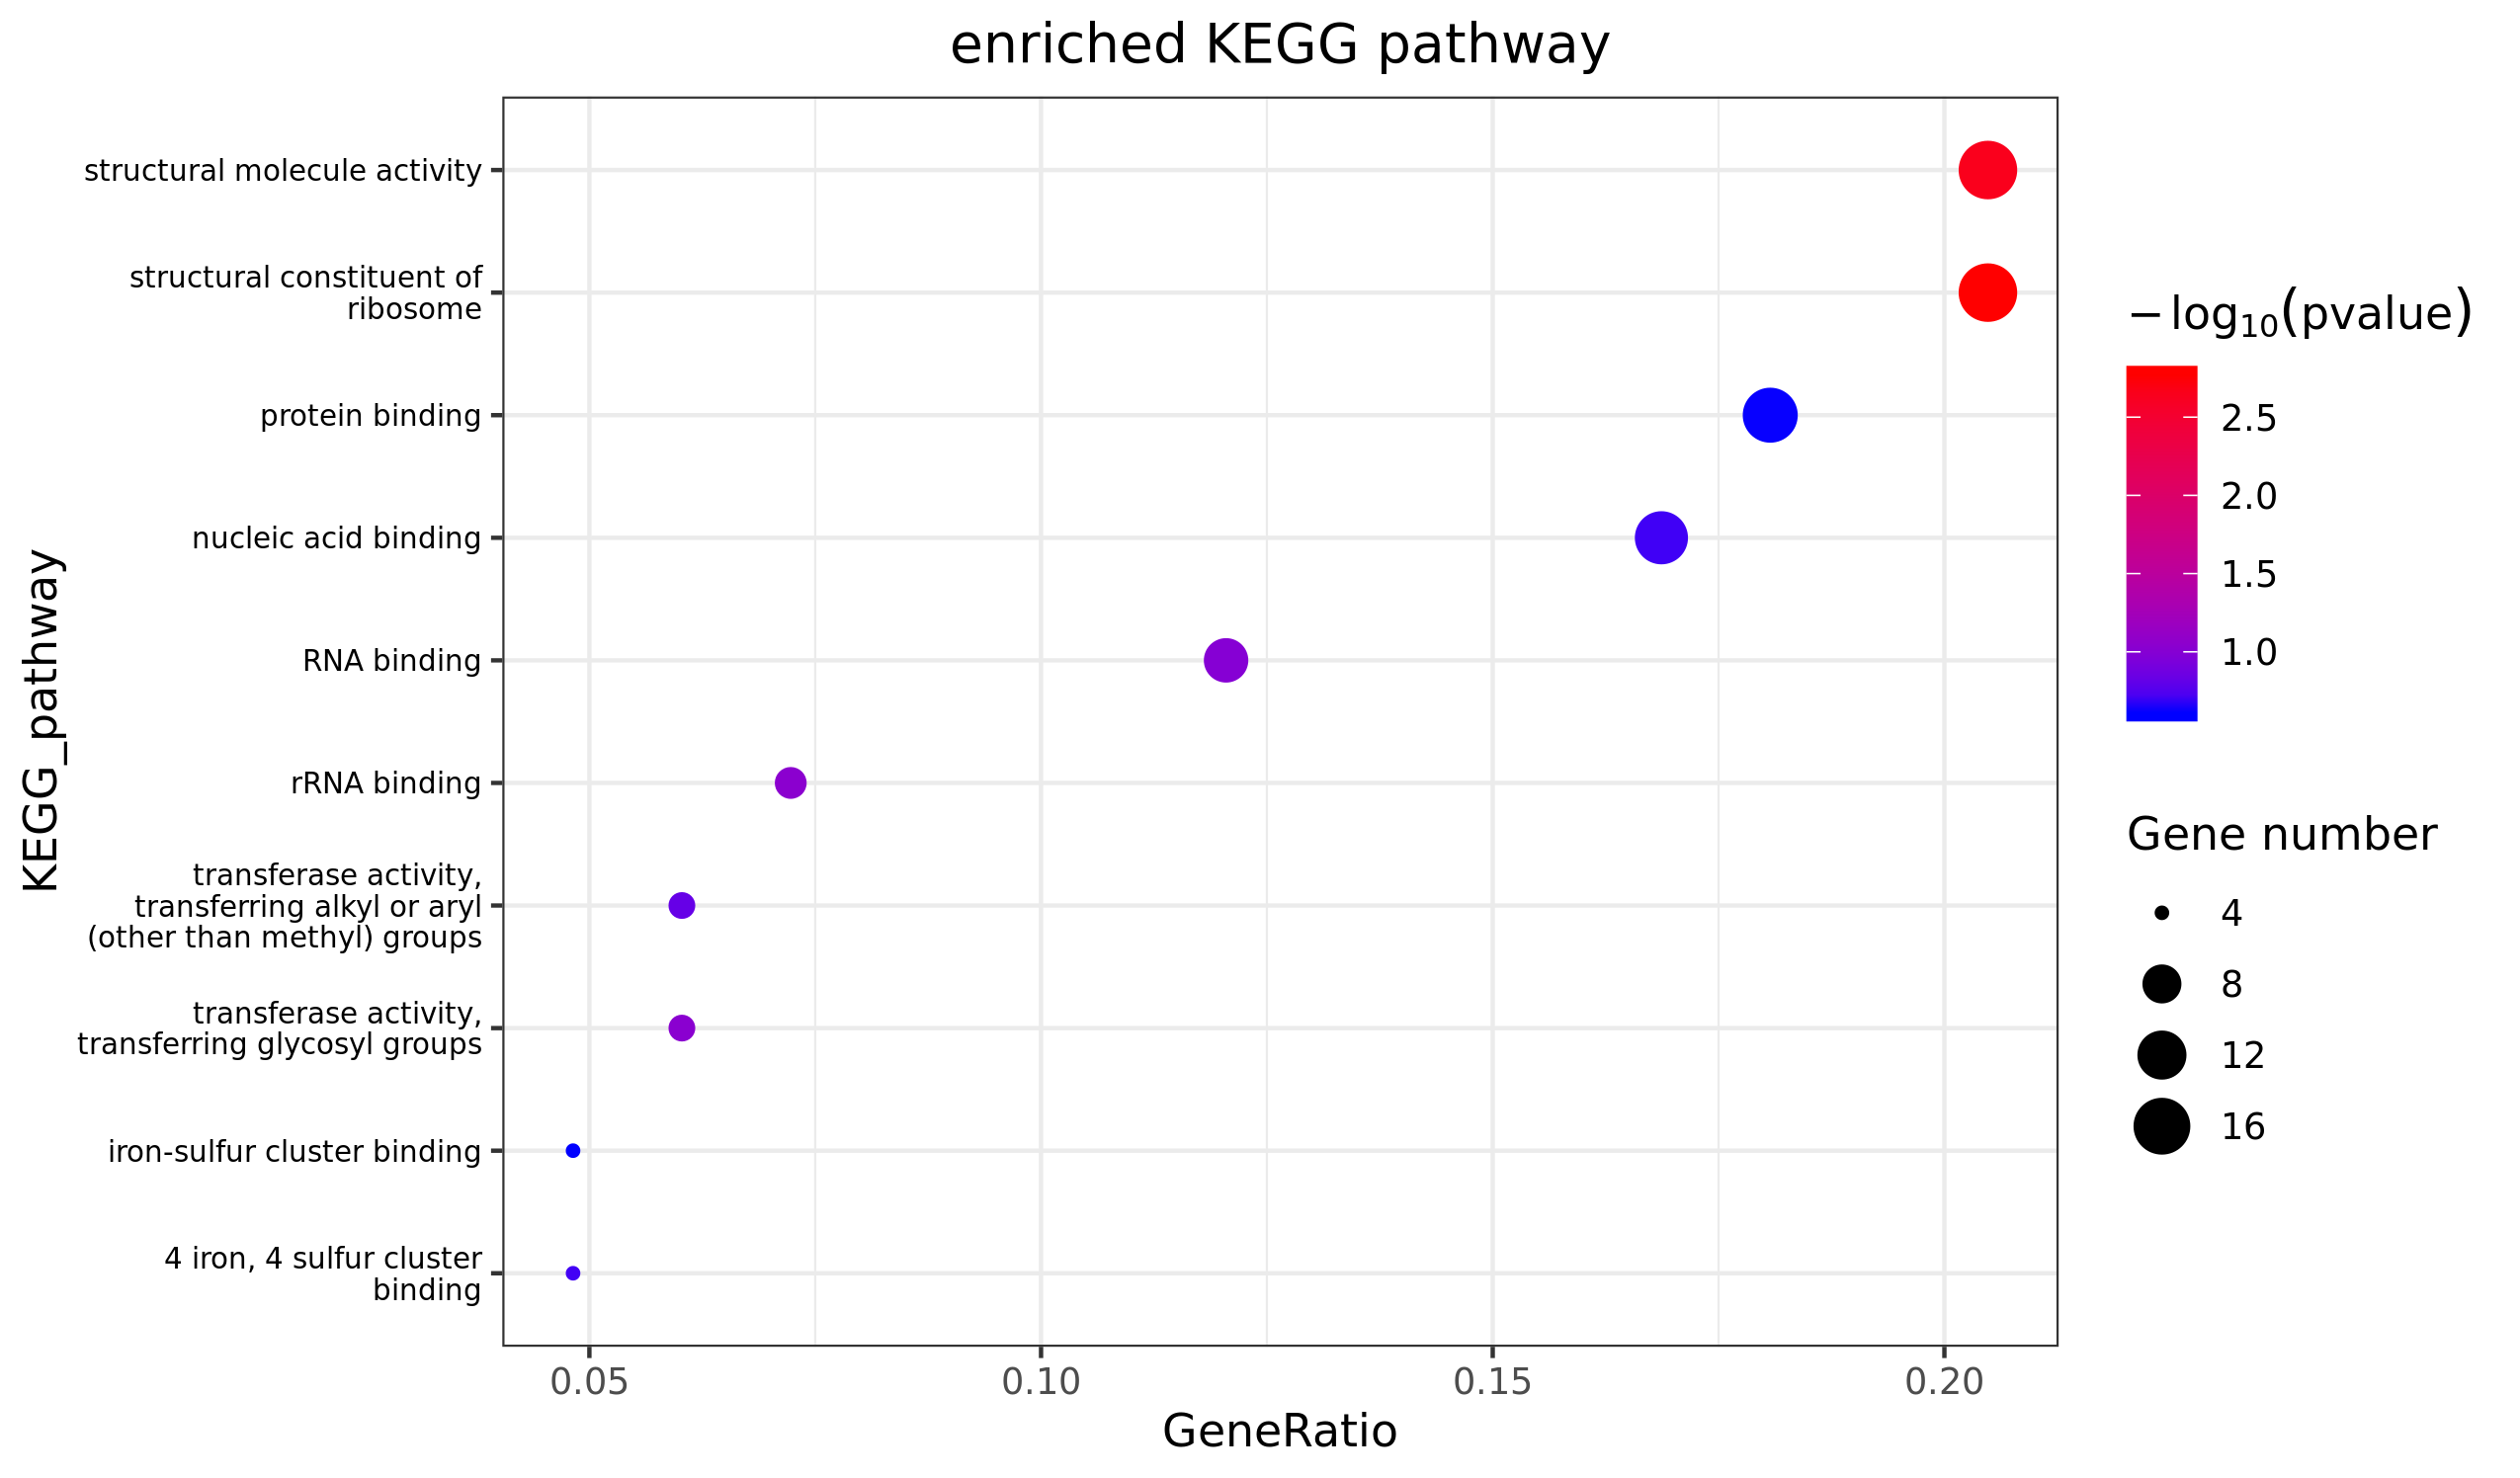 enriched KEGG pathway
KEGG_pathway
structural molecule activity
structural constituent of
ribosome
protein binding
nucleic acid binding
RNA binding
rRNA binding
transferase activity,
transferring alkyl or aryl
(other than methyl) groups
transferase activity,
transferring glycosyl groups
iron-sulfur cluster binding
4 iron, 4 sulfur cluster
binding
0.05 0.10 0.15 0.20
GeneRatio
−log₁₀(pvalue)
2.5
2.0
1.5
1.0
Gene number
4
8
12
16